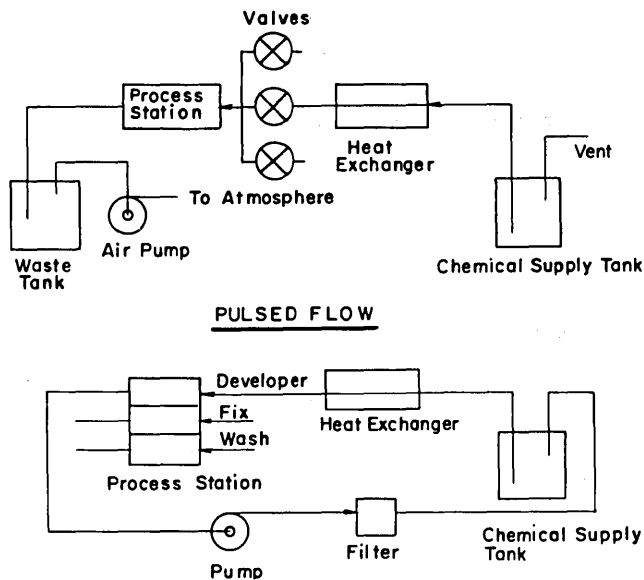 Valves
Process
Station
Heat
Exchanger
Vent
To Atmosphere
Air Pump
Waste
Tank
Chemical Supply Tank
PULSED FLOW
Developer
Fix
Wash
Heat Exchanger
Process Station
Chemical Supply
Tank
Filter
Pump